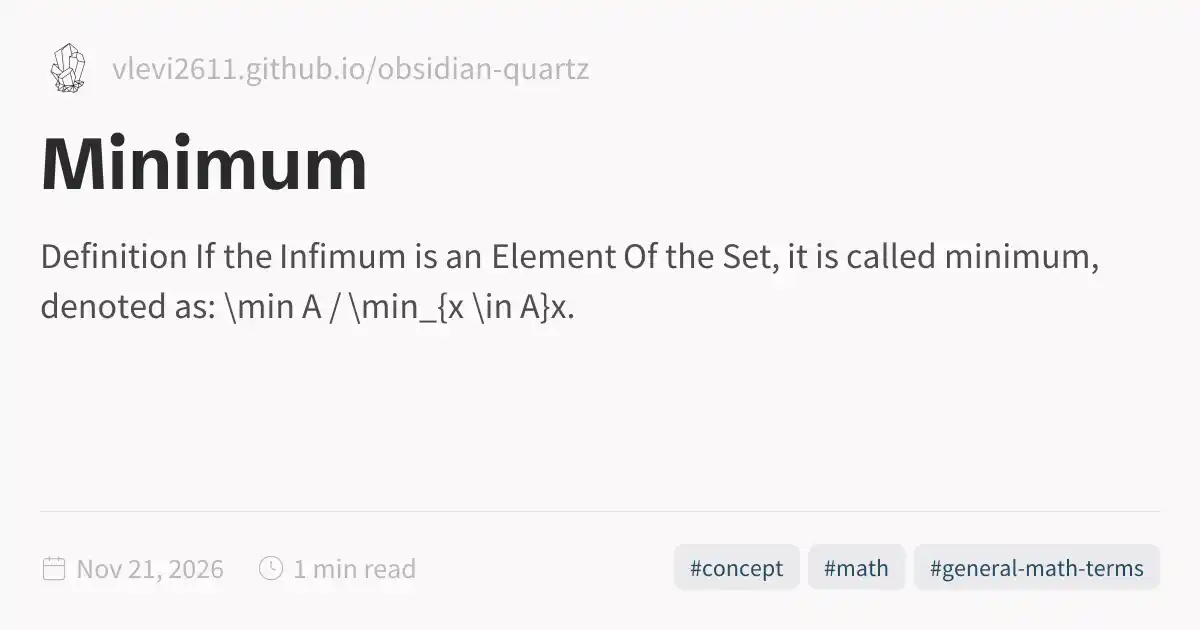 vlevi2611.github.io/obsidian-quartz
Minimum
Definition If the Infimum is an Element Of the Set, it is called minimum,
denoted as: \min A / \min_{x \in A}x.
Nov 21, 2026 1 min read #concept #math #general-math-terms